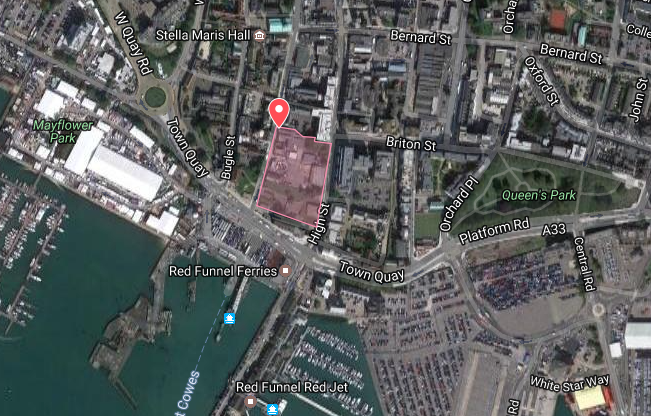 Stella Maris Hall
W Quay Rd
Bernard St
Bernard St
Orcha
Colle
Oxford St
John St
Mayflower
Park
Town Quay
Bugle St
Briton St
Orchard Pl
Queen's Park
High St
Platform Rd
A33
Central Rd
Red Funnel Ferries
Town Quay
t Cowes
Red Funnel Red Jet
White Star Way
Rd